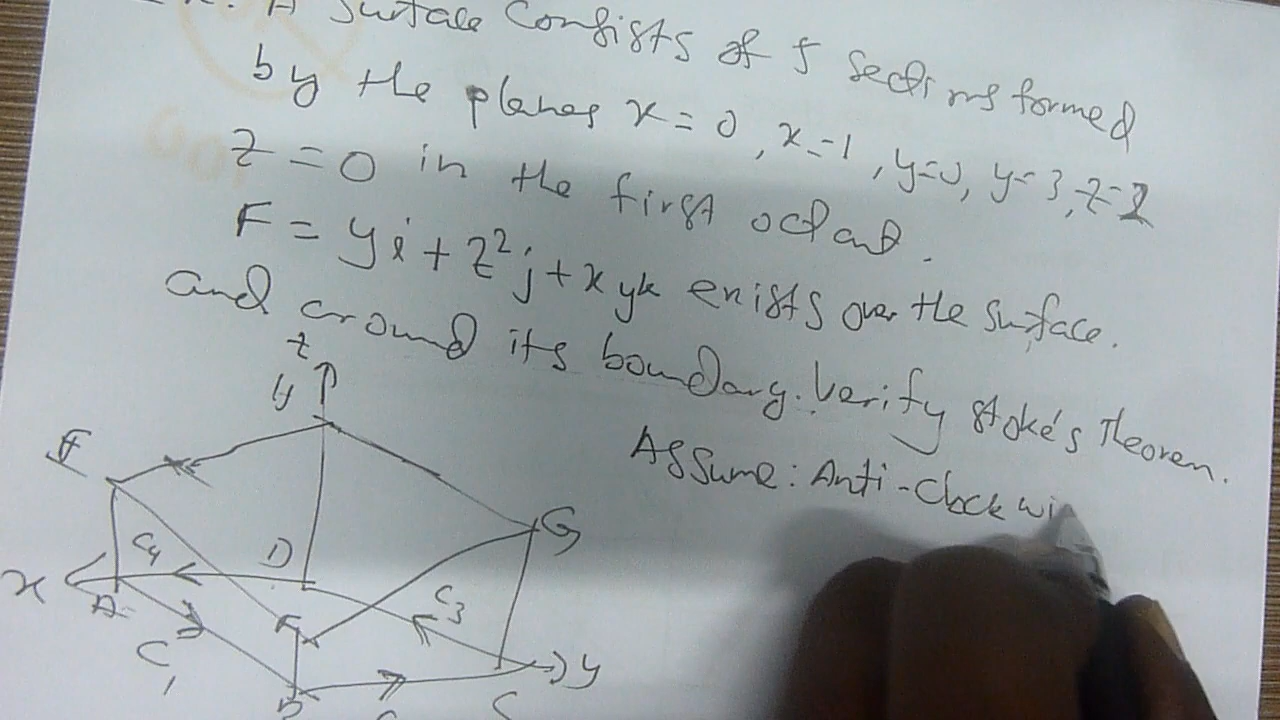 A Surface Consists of 5 Sections formed
by the planes x = 0, x = 1, y = 0, y = 3, z = 2
z = 0 in the first octant.
F = yi + z²j + xyk exists over the surface.
and around its boundary. Verify stoke's Theorem.
Assume: Anti-clockwi
z
H
F
G
C4
D
x
A
C3
C1
E
y
B
C
C